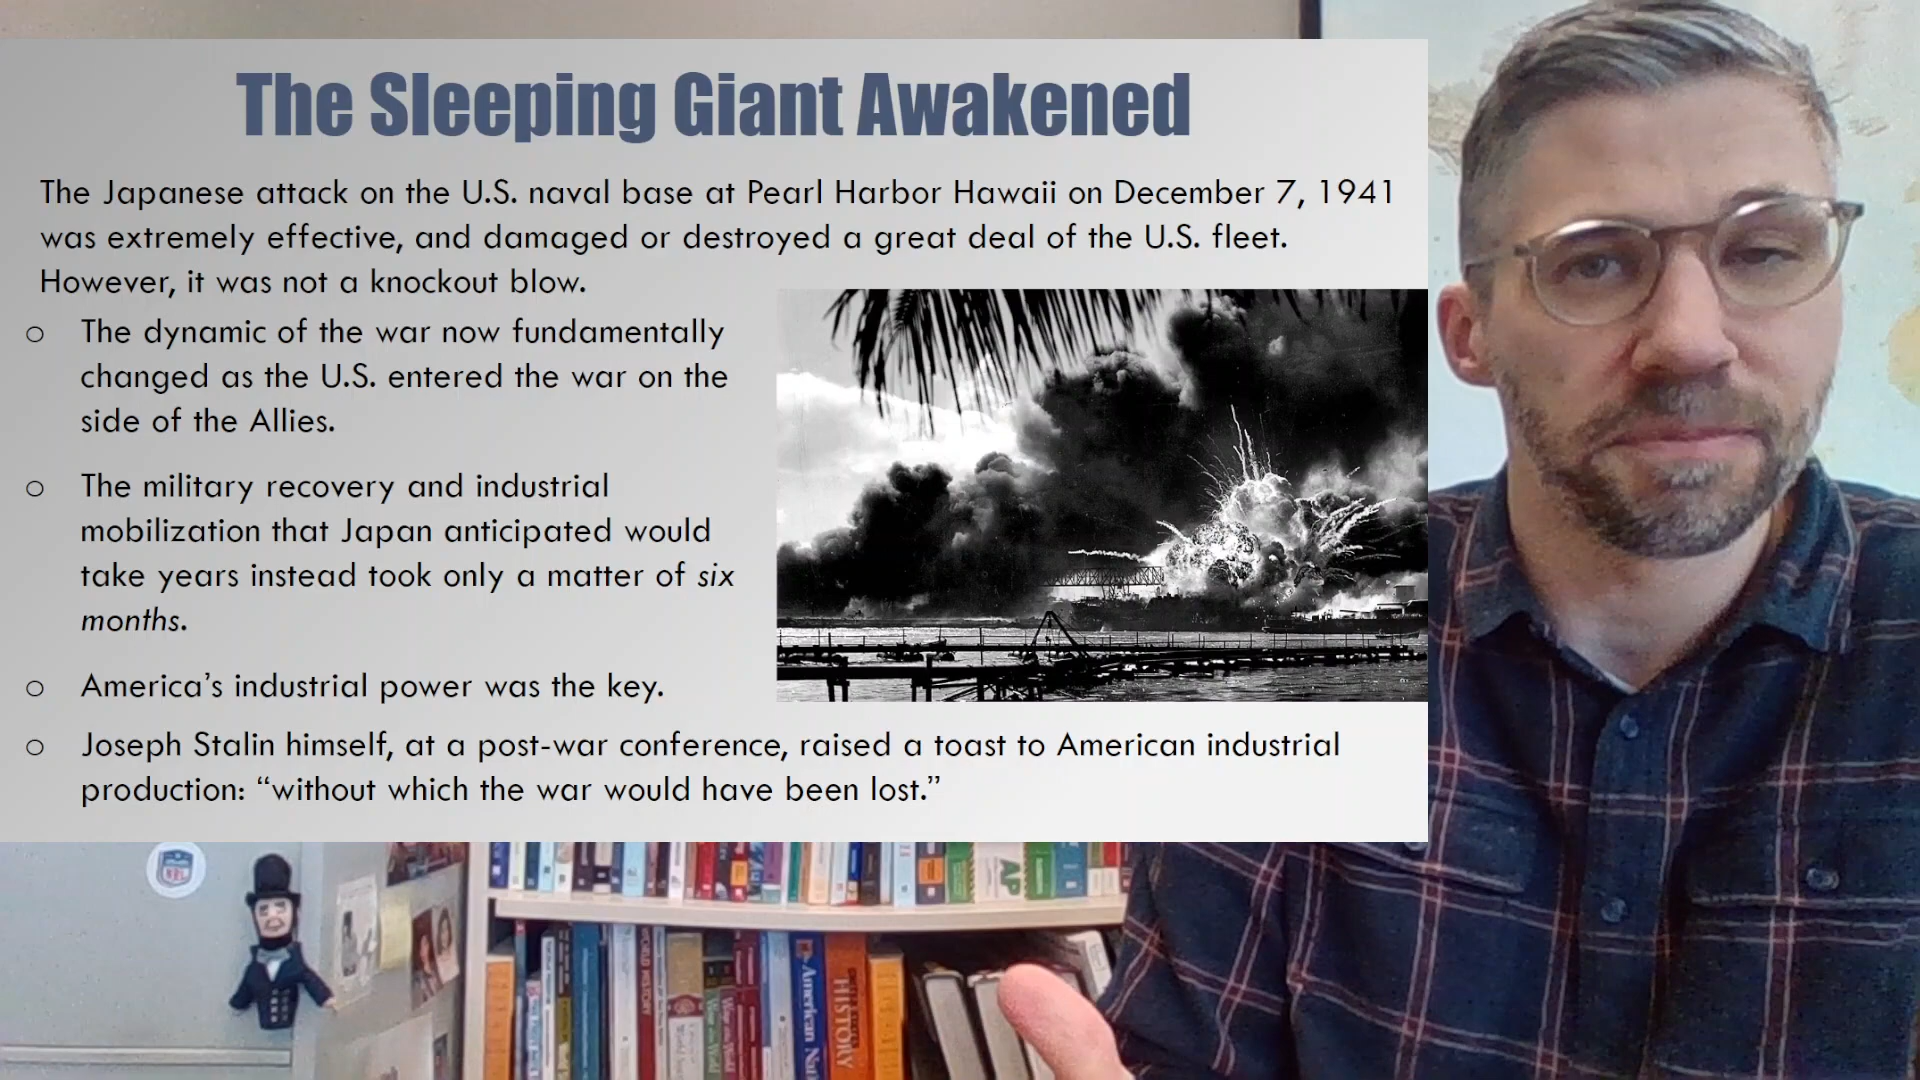 The Sleeping Giant Awakened
The Japanese attack on the U.S. naval base at Pearl Harbor Hawaii on December 7, 1941
was extremely effective, and damaged or destroyed a great deal of the U.S. fleet.
However, it was not a knockout blow.
o The dynamic of the war now fundamentally
changed as the U.S. entered the war on the
side of the Allies.
o The military recovery and industrial
mobilization that Japan anticipated would
take years instead took only a matter of six
months.
o America’s industrial power was the key.
o Joseph Stalin himself, at a post-war conference, raised a toast to American industrial
production: “without which the war would have been lost.”
NEL
AP
WORLD HISTORY
American
HISTORY